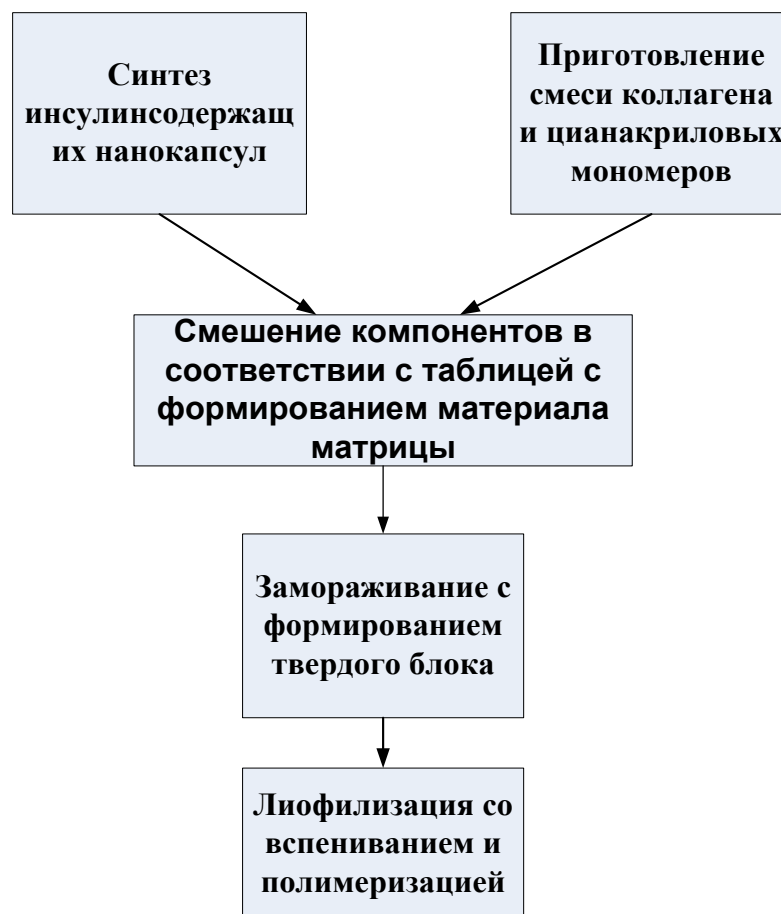 Синтез
инсулинсодержащ
их нанокапсул
Приготовление
смеси коллагена
и цианакриловых
мономеров
Смешение компонентов в
соответствии с таблицей с
формированием материала
матрицы
Замораживание с
формированием
твердого блока
Лиофилизация со
вспениванием и
полимеризацией